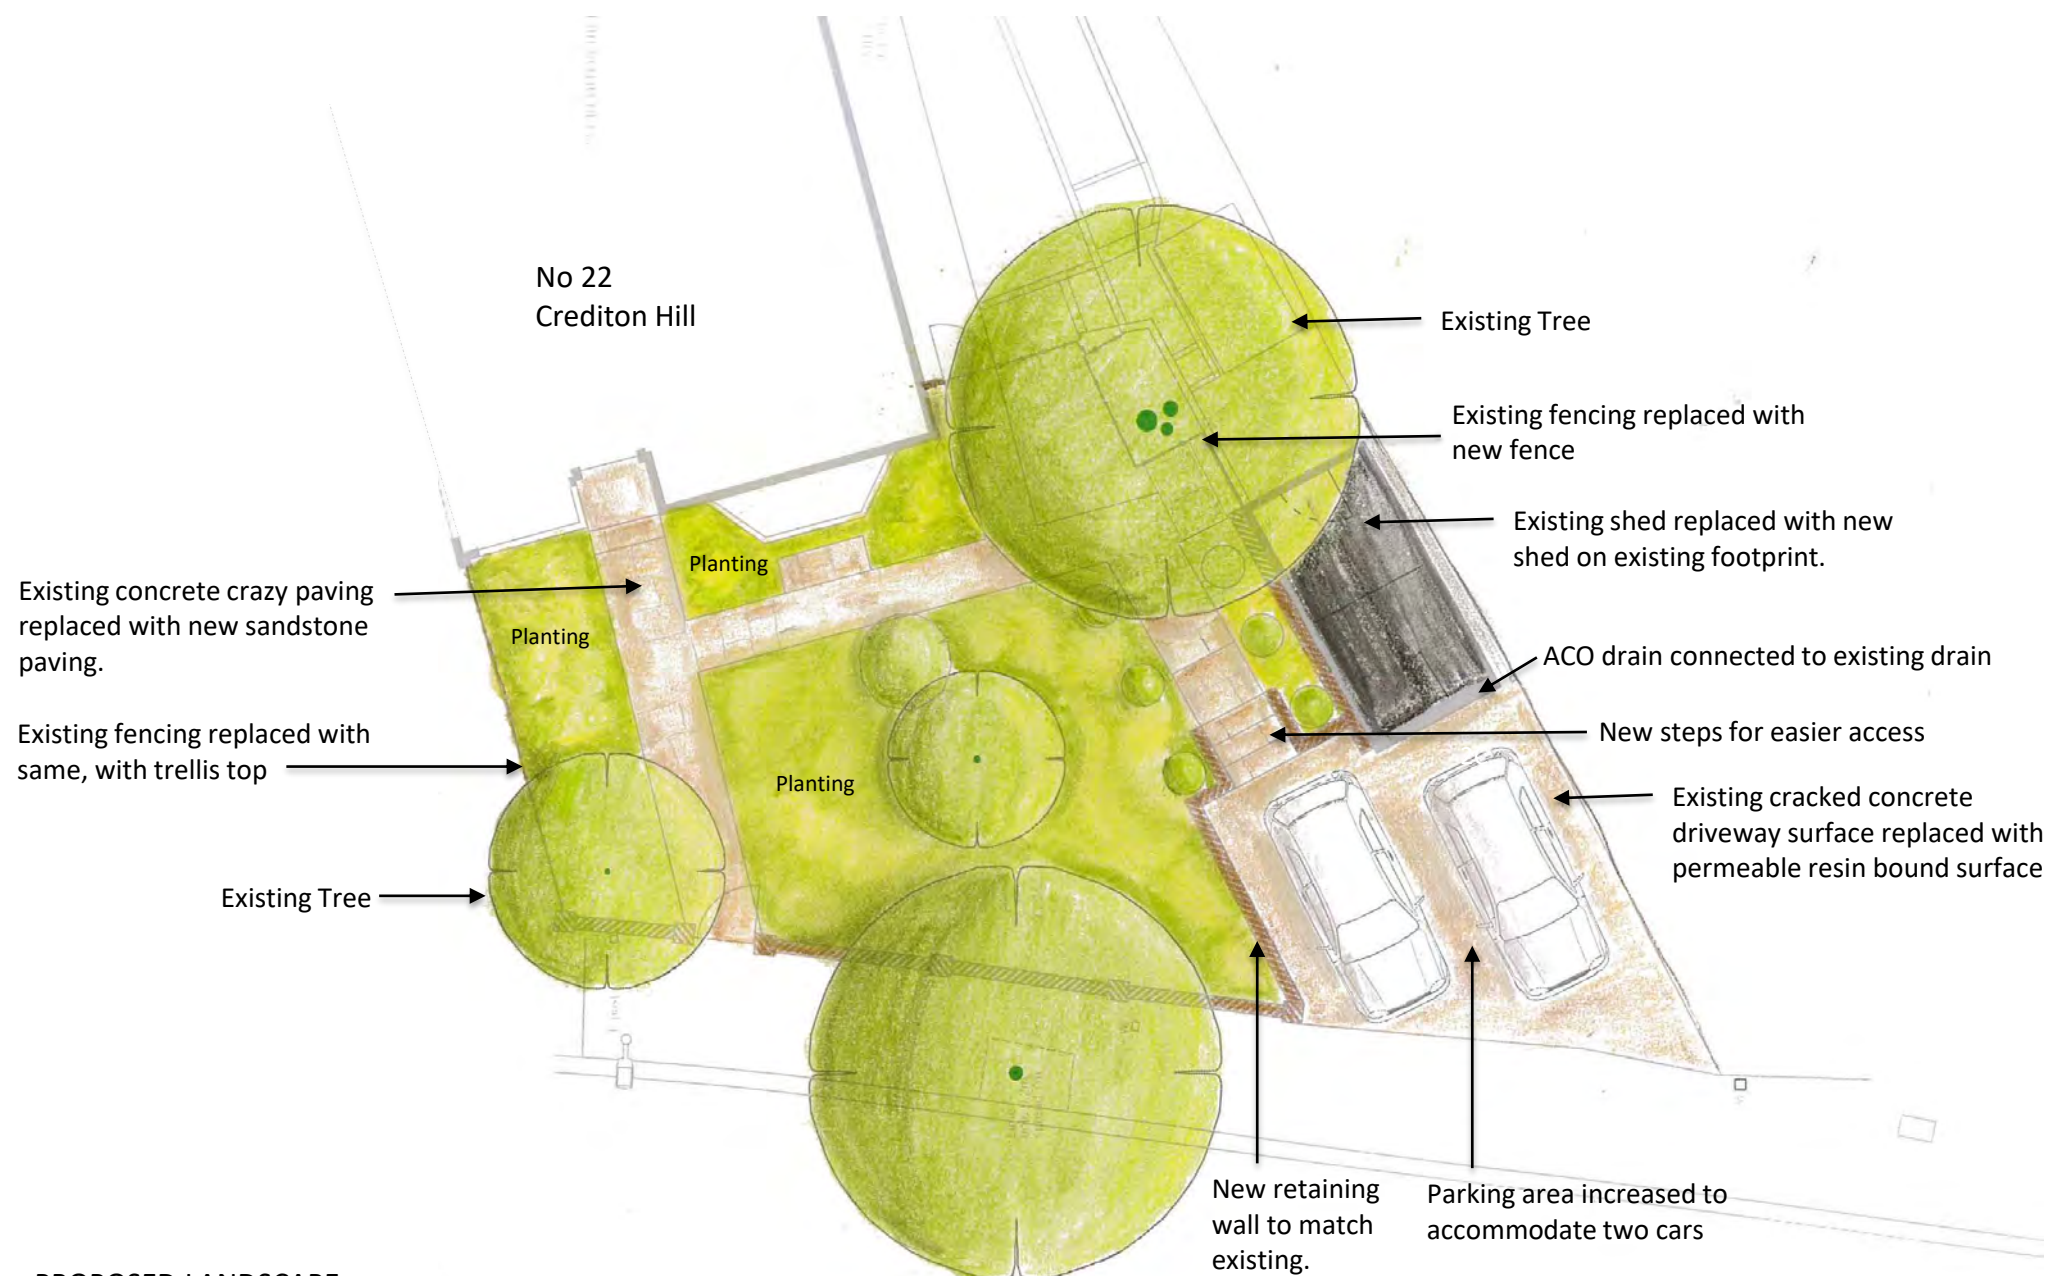 No 22
Crediton Hill
Existing Tree
Existing fencing replaced with
new fence
Existing shed replaced with new
shed on existing footprint.
Planting
Existing concrete crazy paving
replaced with new sandstone
paving.
Planting
ACO drain connected to existing drain
Existing fencing replaced with
same, with trellis top
New steps for easier access
Planting
Existing cracked concrete
driveway surface replaced with
permeable resin bound surface
Existing Tree
New retaining
wall to match
existing.
Parking area increased to
accommodate two cars
PROPOSED LANDSCAPE